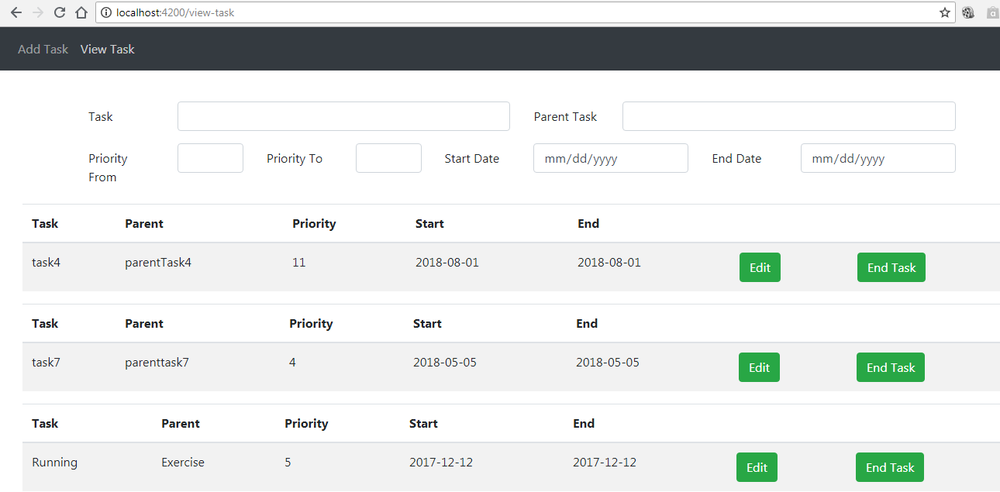 localhost:4200/view-task
Add Task View Task
Task Parent Task
Priority From Priority To Start Date mm/dd/yyyy End Date mm/dd/yyyy
Task Parent Priority Start End
task4 parentTask4 11 2018-08-01 2018-08-01 Edit End Task
Task Parent Priority Start End
task7 parenttask7 4 2018-05-05 2018-05-05 Edit End Task
Task Parent Priority Start End
Running Exercise 5 2017-12-12 2017-12-12 Edit End Task